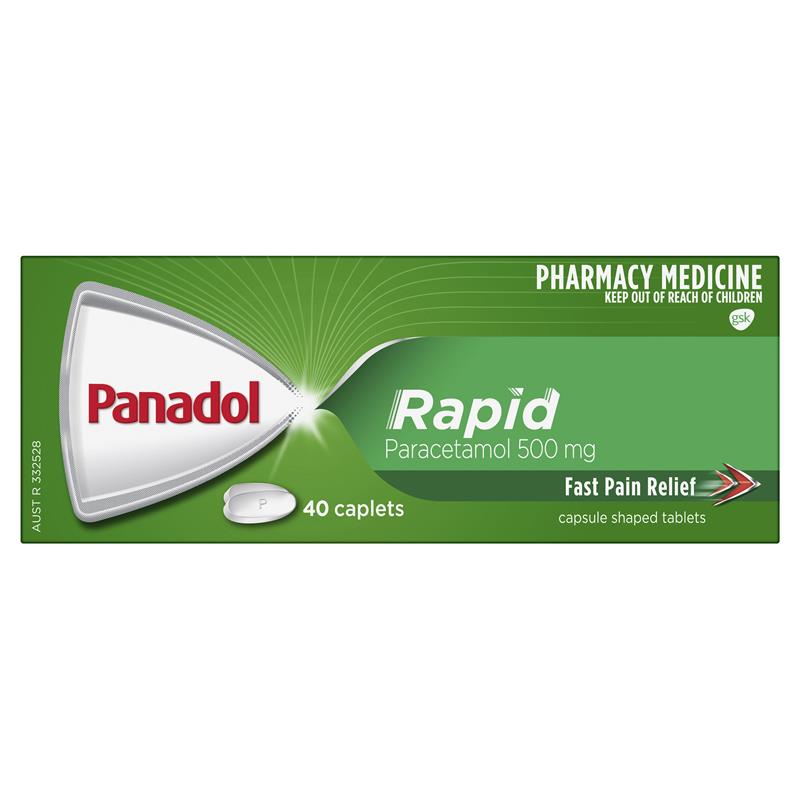 PHARMACY MEDICINE
KEEP OUT OF REACH OF CHILDREN
gsk
Panadol
Rapid
Paracetamol 500 mg
Fast Pain Relief
capsule shaped tablets
P
40 caplets
AUST R 332528